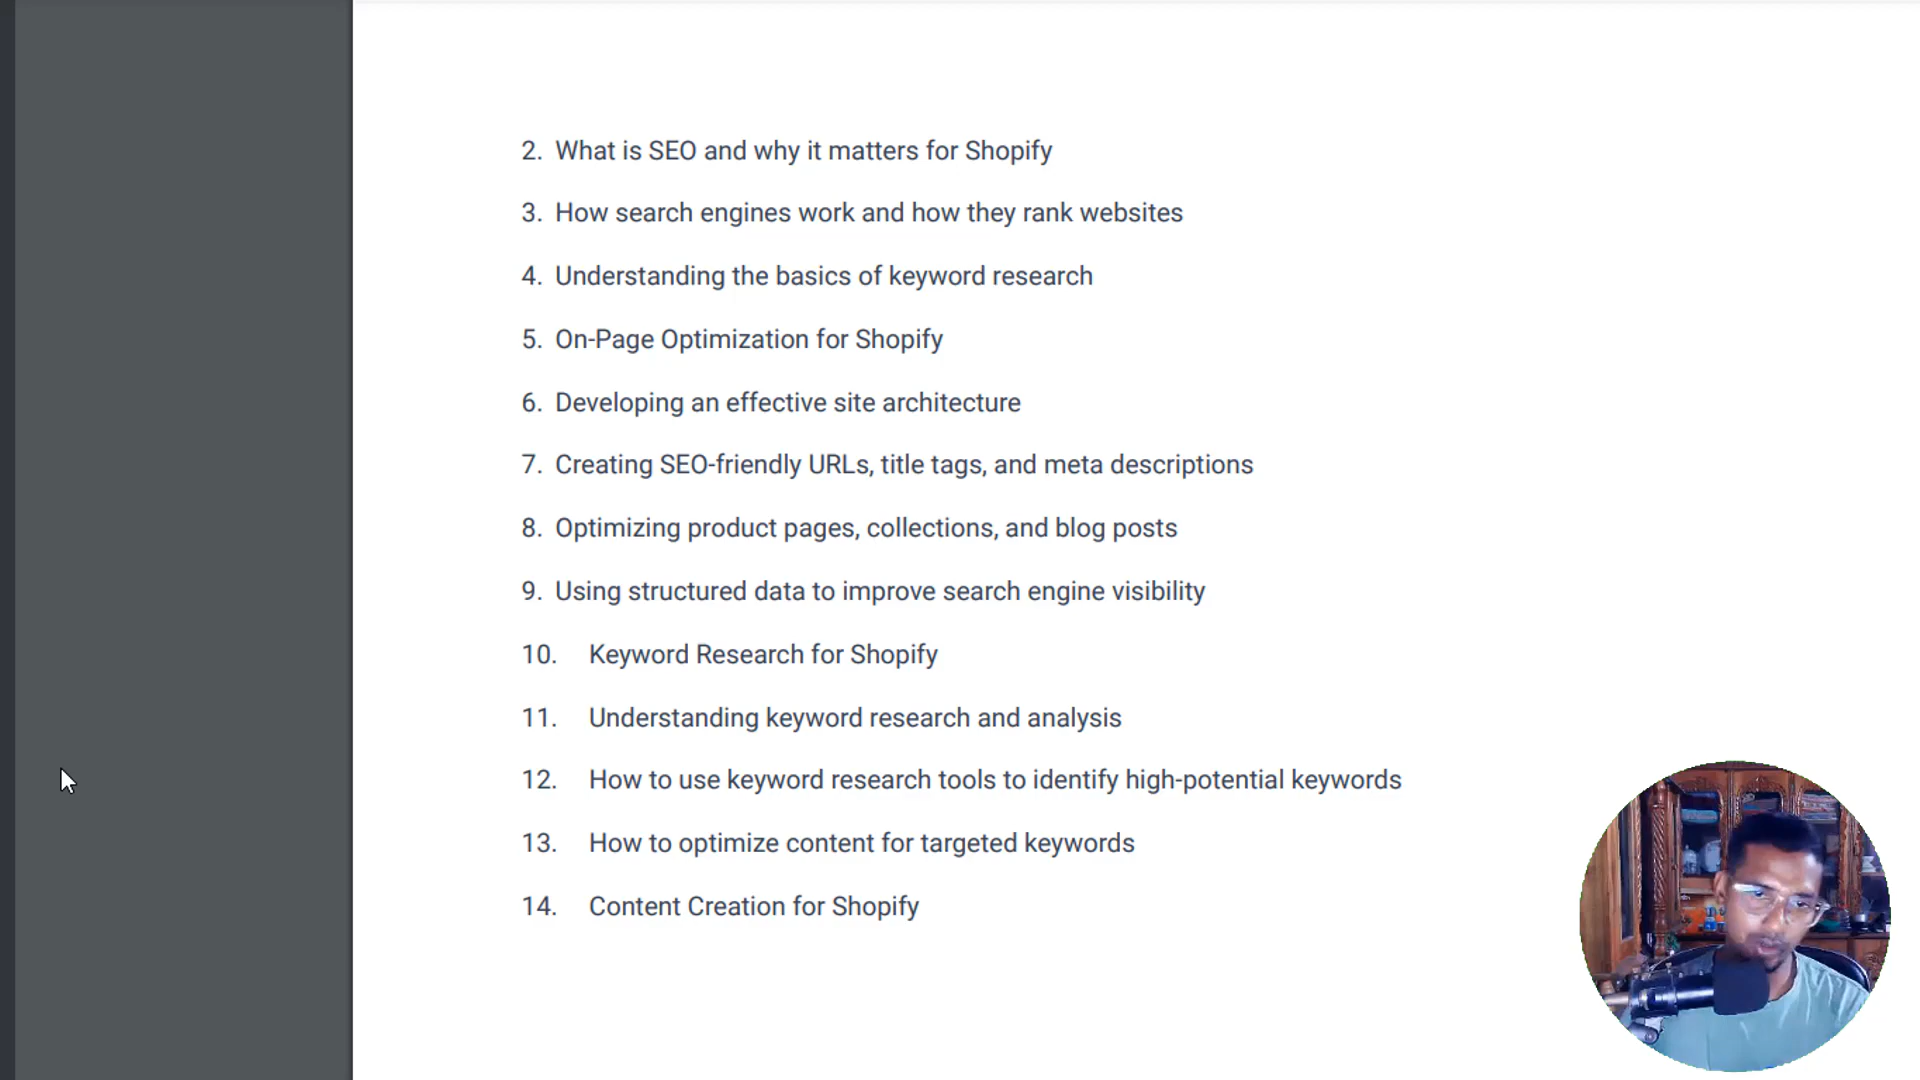 2. What is SEO and why it matters for Shopify
3. How search engines work and how they rank websites
4. Understanding the basics of keyword research
5. On-Page Optimization for Shopify
6. Developing an effective site architecture
7. Creating SEO-friendly URLs, title tags, and meta descriptions
8. Optimizing product pages, collections, and blog posts
9. Using structured data to improve search engine visibility
10. Keyword Research for Shopify
11. Understanding keyword research and analysis
12. How to use keyword research tools to identify high-potential keywords
13. How to optimize content for targeted keywords
14. Content Creation for Shopify